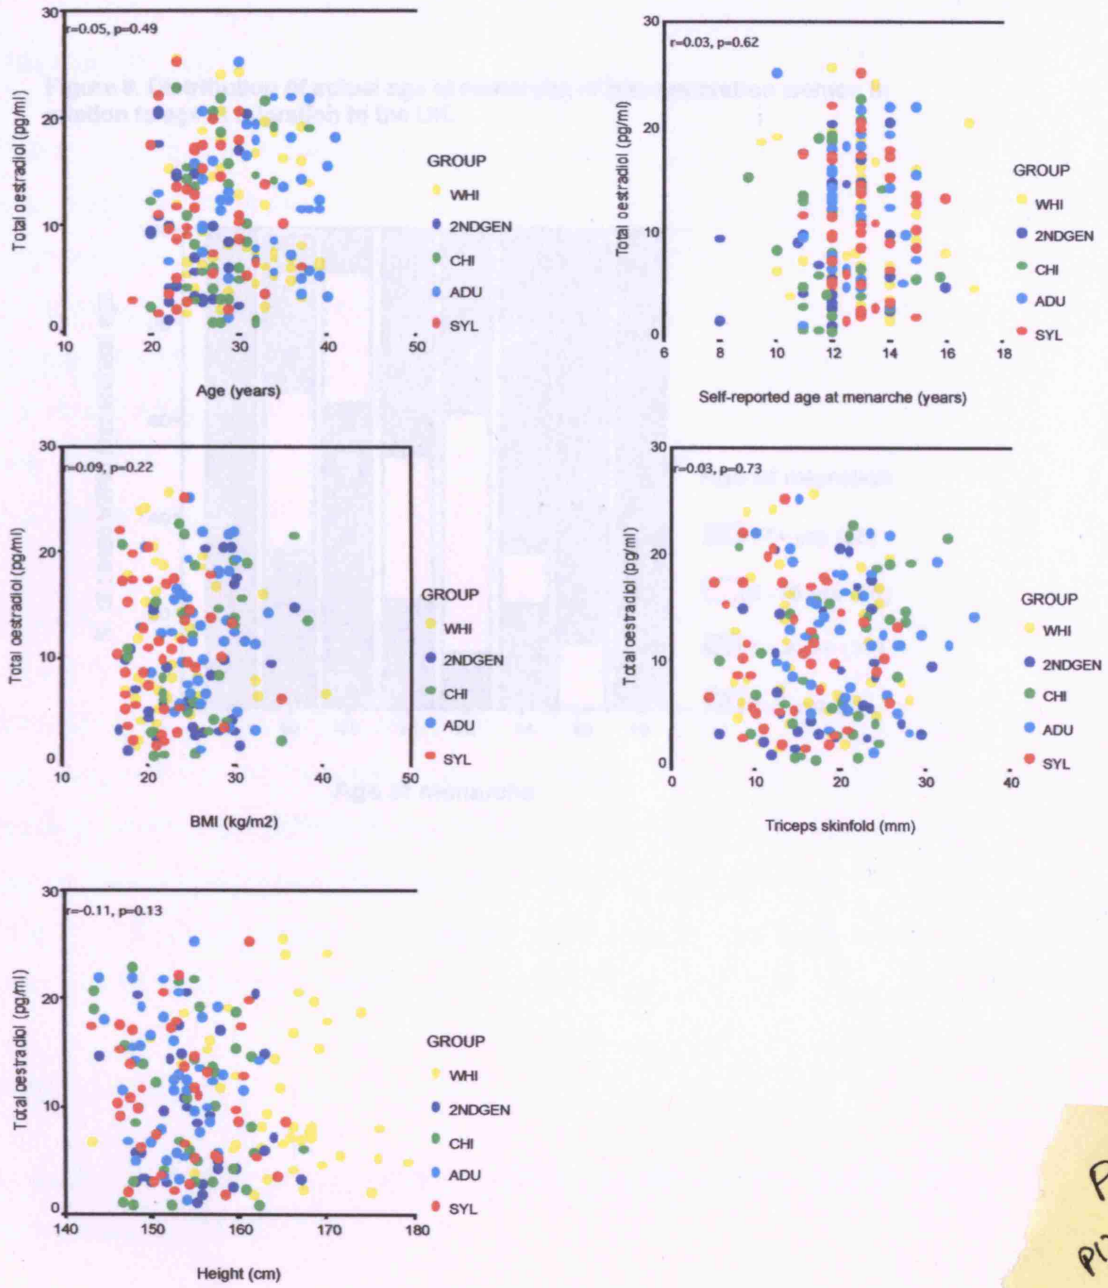 30
r=0.05, p=0.49
20
10
0
Total oestradiol (pg/ml)
10
20
30
40
50
Age (years)
GROUP
WHI
2NDGEN
CHI
ADU
SYL
30
r=0.03, p=0.62
20
10
0
Total oestradiol (pg/ml)
6
8
10
12
14
16
18
Self-reported age at menarche (years)
GROUP
WHI
2NDGEN
CHI
ADU
SYL
30
r=0.09, p=0.22
20
10
0
Total oestradiol (pg/ml)
10
20
30
40
50
BMI (kg/m2)
GROUP
WHI
2NDGEN
CHI
ADU
SYL
30
r=0.03, p=0.73
20
10
0
Total oestradiol (pg/ml)
0
10
20
30
40
Triceps skinfold (mm)
GROUP
WHI
2NDGEN
CHI
ADU
SYL
30
r=-0.11, p=0.13
20
10
0
Total oestradiol (pg/ml)
140
150
160
170
180
Height (cm)
GROUP
WHI
2NDGEN
CHI
ADU
SYL
Age at menarche